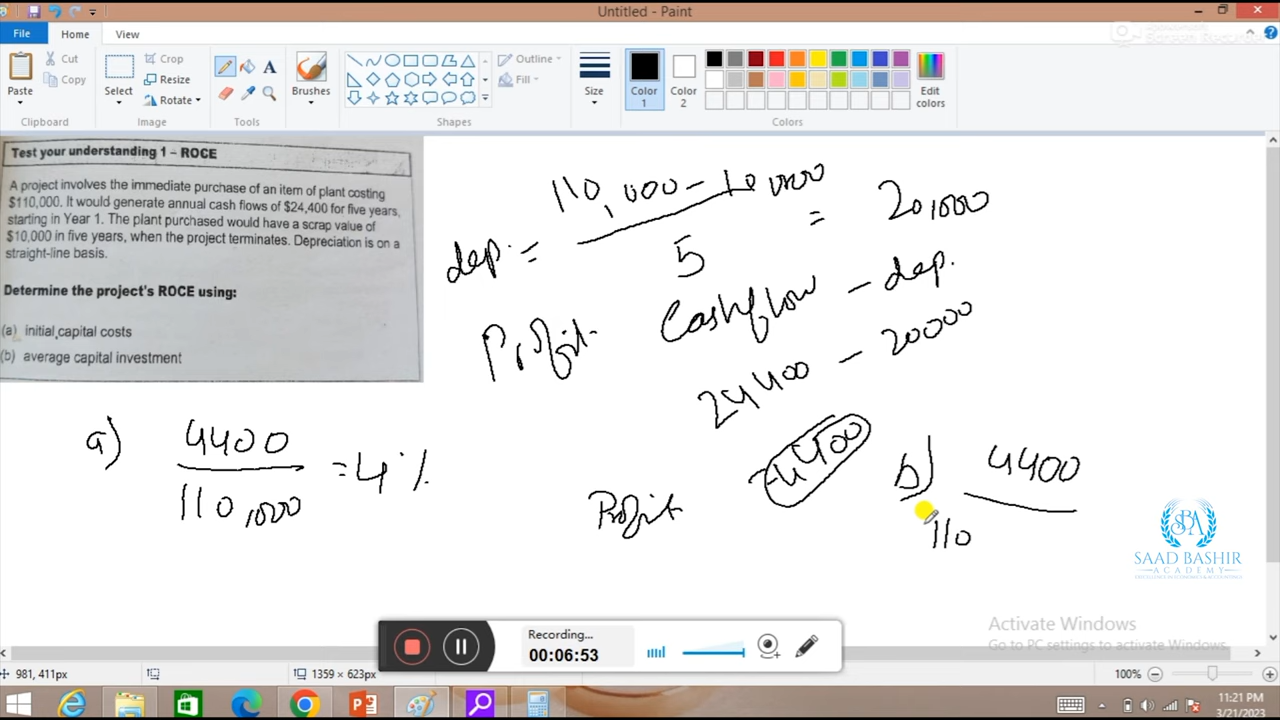 Untitled - Paint
File
Home
View
Paste
Cut
Copy
Clipboard
Select
Crop
Resize
Rotate
Image
Tools
Brushes
Outline
Fill
Shapes
Size
Color 1
Color 2
Edit colors
Colors
Test your understanding 1 – ROCE
A project involves the immediate purchase of an item of plant costing
$110,000. It would generate annual cash flows of $24,400 for five years,
starting in Year 1. The plant purchased would have a scrap value of
$10,000 in five years, when the project terminates. Depreciation is on a
straight-line basis.
Determine the project's ROCE using:
(a) initial capital costs
(b) average capital investment
110,000 - 10,000
dep. = = 20,000
5
Profit. Cashflow - dep.
24400 - 20000
a) 4400
110,000
= 4%
Profit 4400
b) 4400
110
SBA
SAAD BASHIR
ACADEMY
Activate Windows
Go to PC settings to activate Windows.
Recording...
00:06:53
981, 411px
1359 × 623px
100%
11:21 PM
3/21/2023